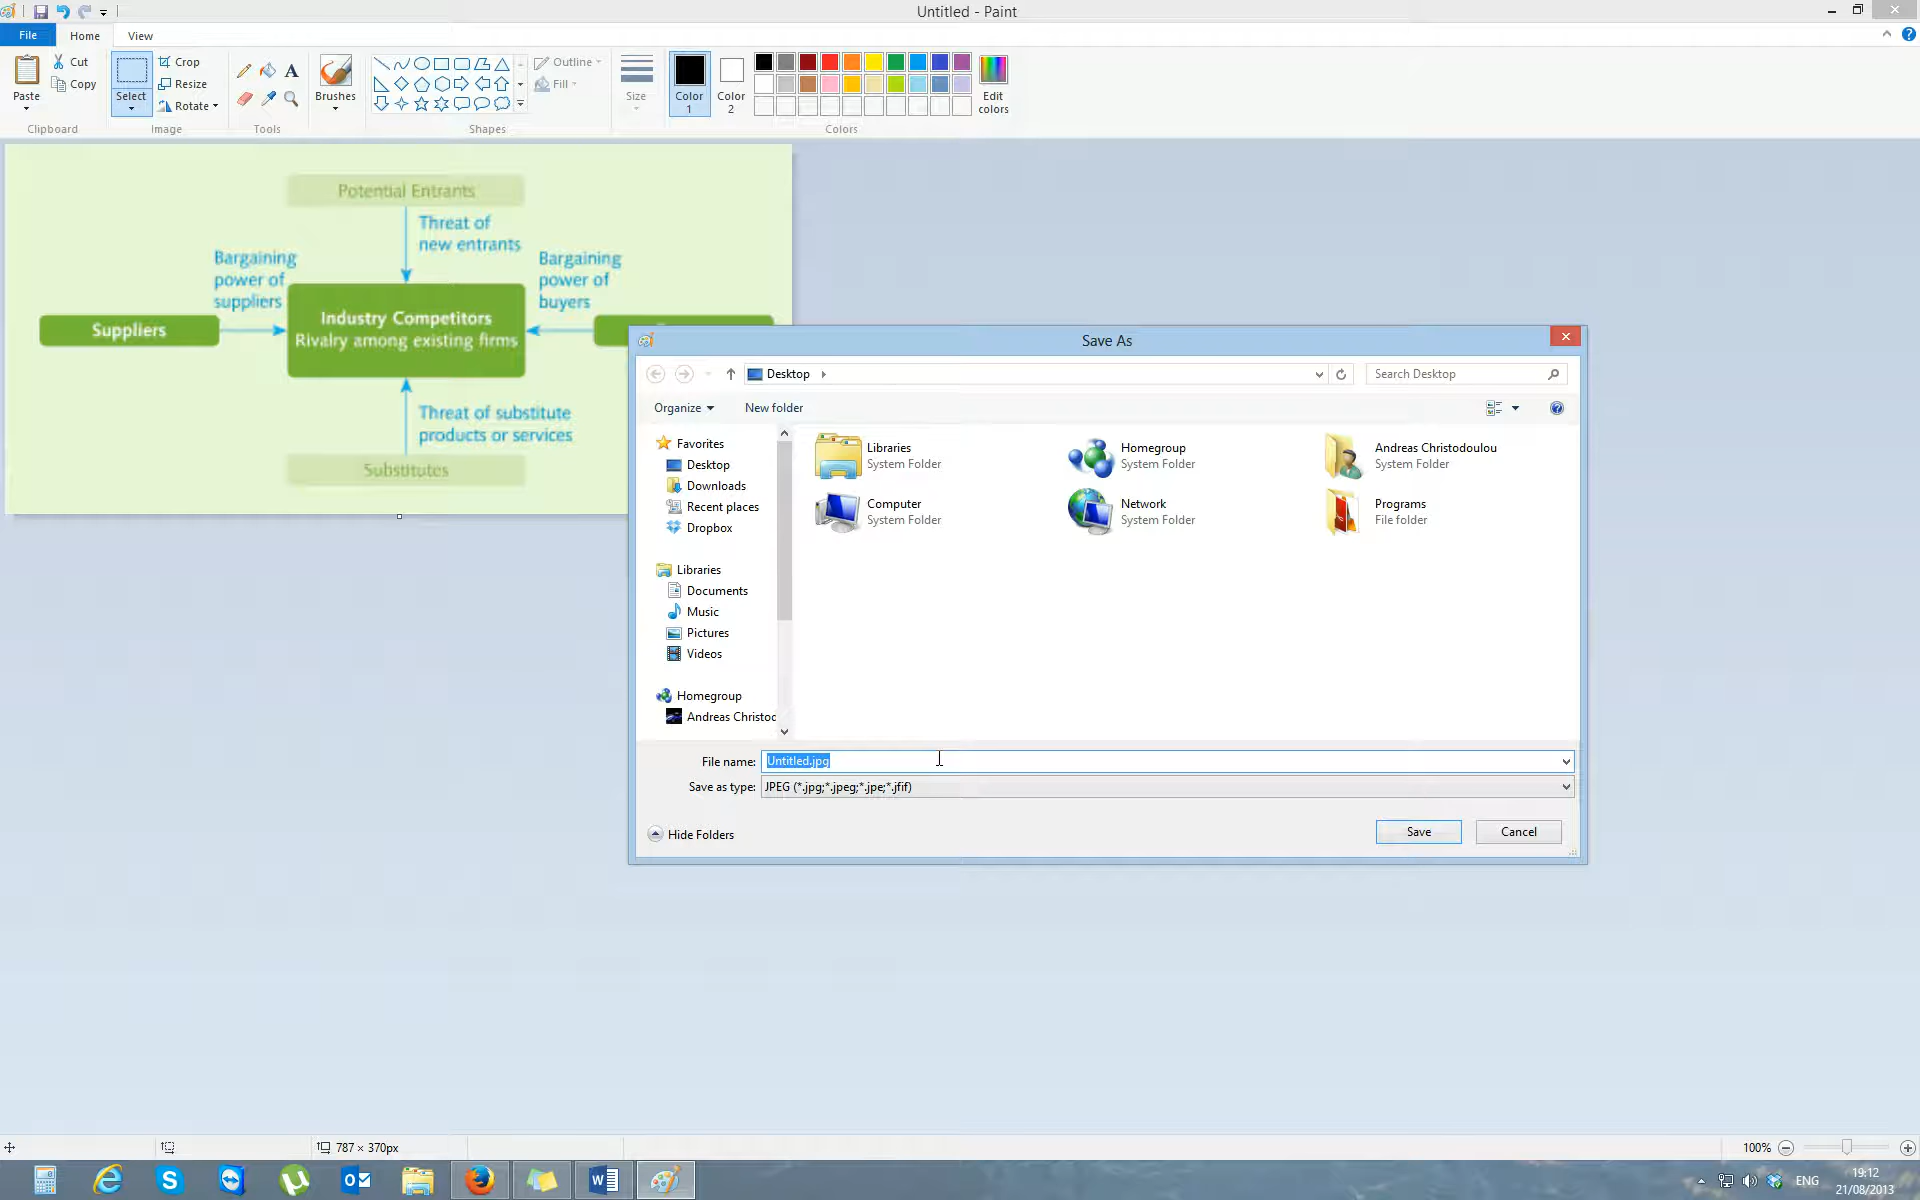 Untitled - Paint
File
Home
View
Paste
Cut
Copy
Clipboard
Select
Crop
Resize
Rotate
Image
Tools
Brushes
Outline
Fill
Shapes
Size
Color
1
Color
2
Edit
colors
Colors
Potential Entrants
Threat of
new entrants
Bargaining
power of
suppliers
Bargaining
power of
buyers
Suppliers
Industry Competitors
Rivalry among existing firms
Threat of substitute
products or services
Substitutes
Save As
Desktop
Search Desktop
Organize
New folder
Favorites
Desktop
Downloads
Recent places
Dropbox
Libraries
Documents
Music
Pictures
Videos
Homegroup
Andreas Christoc
Libraries
System Folder
Homegroup
System Folder
Andreas Christodoulou
System Folder
Computer
System Folder
Network
System Folder
Programs
File folder
File name:
Untitled.jpg
Save as type:
JPEG (*.jpg;*.jpeg;*.jpe;*.jfif)
Hide Folders
Save
Cancel
787 × 370px
100%
ENG
19:12
21/08/2013